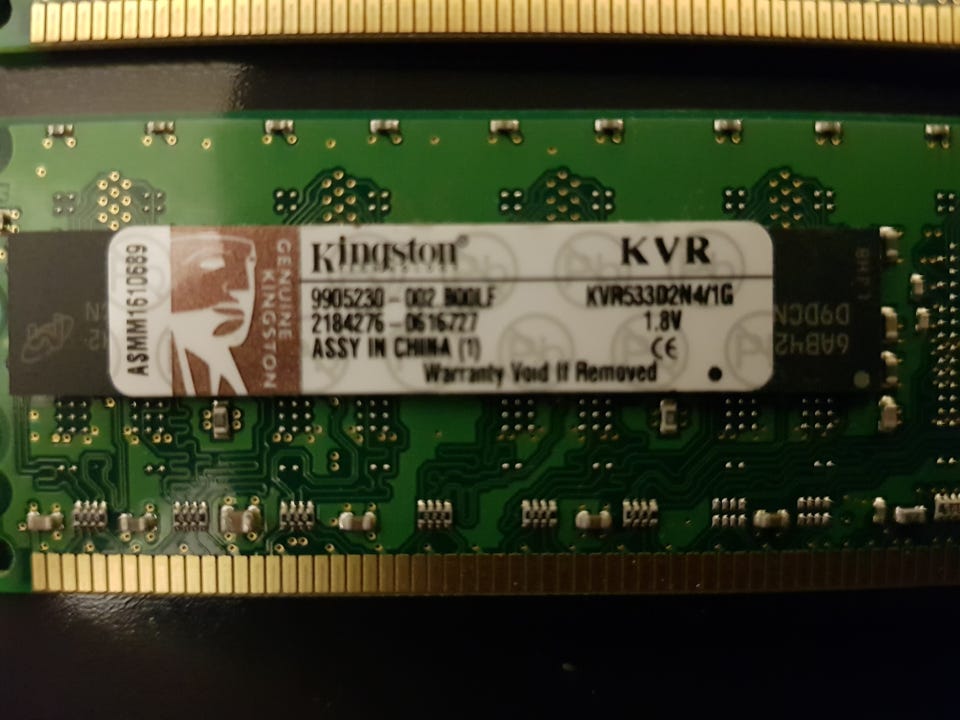 Kingston®
KVR
9905230-002.B00LF
KVR533D2N4/1G
2184276-0616727
1.8V
ASSY IN CHINA (1)
CE
Warranty Void If Removed
ASMM1610689
GENUINE
KINGSTON
D9DCN